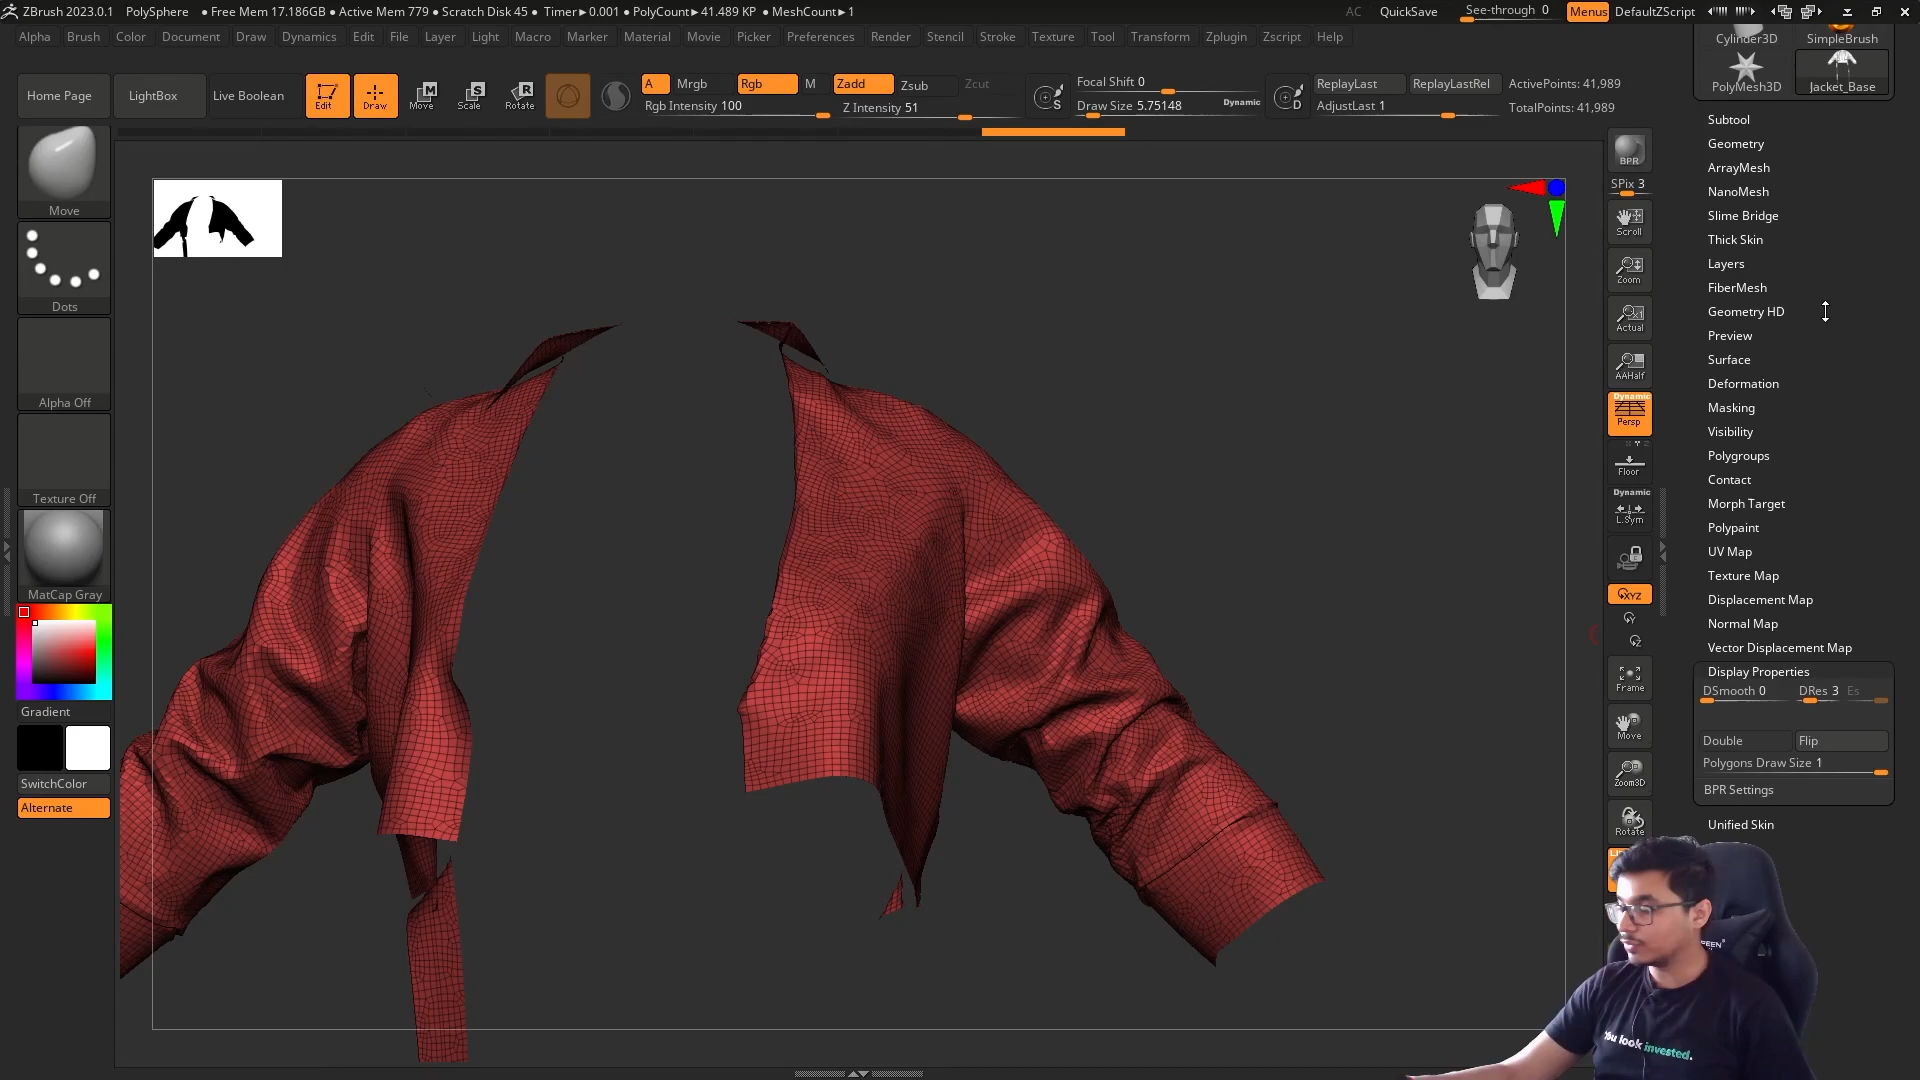 ZBrush 2023.0.1 PolySphere ● Free Mem 17.186GB ● Active Mem 779 ● Scratch Disk 45 ● Timer►0.001 ● PolyCount►41.489 KP ● MeshCount►1 AC QuickSave See-through 0 Menus DefaultZScript
Alpha Brush Color Document Draw Dynamics Edit File Layer Light Macro Marker Material Movie Picker Preferences Render Stencil Stroke Texture Tool Transform Zplugin Zscript Help
Home Page LightBox Live Boolean
Edit Draw Move Scale Rotate
A Mrgb Rgb M Zadd Zsub Zcut
Rgb Intensity 100 Z Intensity 51
S
Focal Shift 0
Draw Size 5.75148 Dynamic
D
ReplayLast ReplayLastRel
AdjustLast 1
ActivePoints: 41,989
TotalPoints: 41,989
Move
Dots
Alpha Off
Texture Off
MatCap Gray
Gradient
SwitchColor
Alternate
BPR
SPix 3
Scroll
Zoom
Actual
AAHalf
Dynamic
Persp
Floor
Dynamic
L.Sym
XYZ
Y
Z
Frame
Move
Zoom3D
Rotate
Cylinder3D SimpleBrush
PolyMesh3D Jacket_Base
Subtool
Geometry
ArrayMesh
NanoMesh
Slime Bridge
Thick Skin
Layers
FiberMesh
Geometry HD
Preview
Surface
Deformation
Masking
Visibility
Polygroups
Contact
Morph Target
Polypaint
UV Map
Texture Map
Displacement Map
Normal Map
Vector Displacement Map
Display Properties
DSmooth 0 DRes 3 Es
Double Flip
Polygons Draw Size 1
BPR Settings
Unified Skin
You look invested.